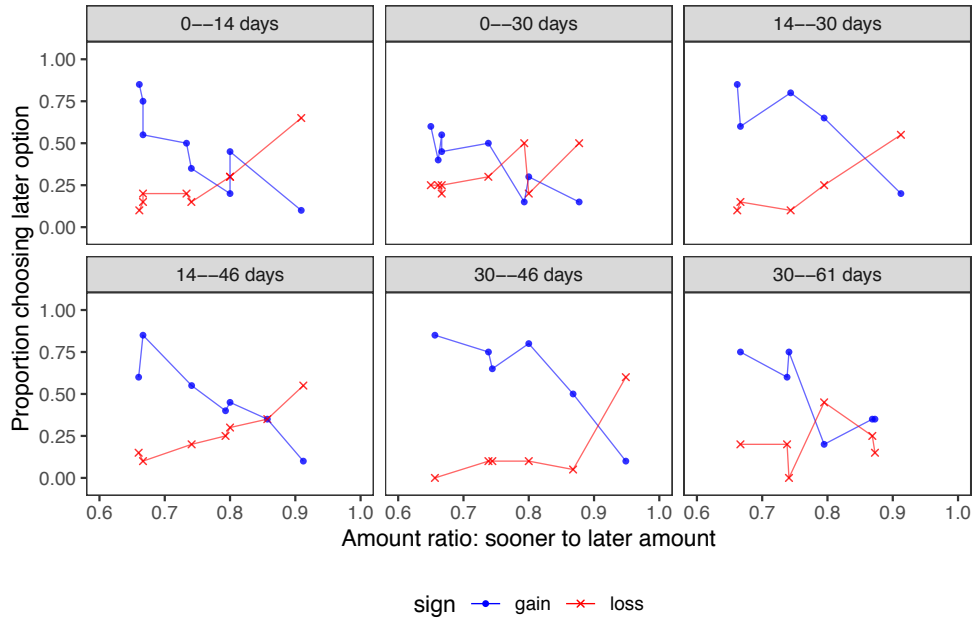 0−−14 days
0−−30 days
14−−30 days
1.00
0.75
0.50
0.25
0.00
14−−46 days
30−−46 days
30−−61 days
1.00
0.75
0.50
0.25
0.00
Proportion choosing later option
0.6 0.7 0.8 0.9 1.0
0.6 0.7 0.8 0.9 1.0
0.6 0.7 0.8 0.9 1.0
Amount ratio: sooner to later amount
sign gain loss